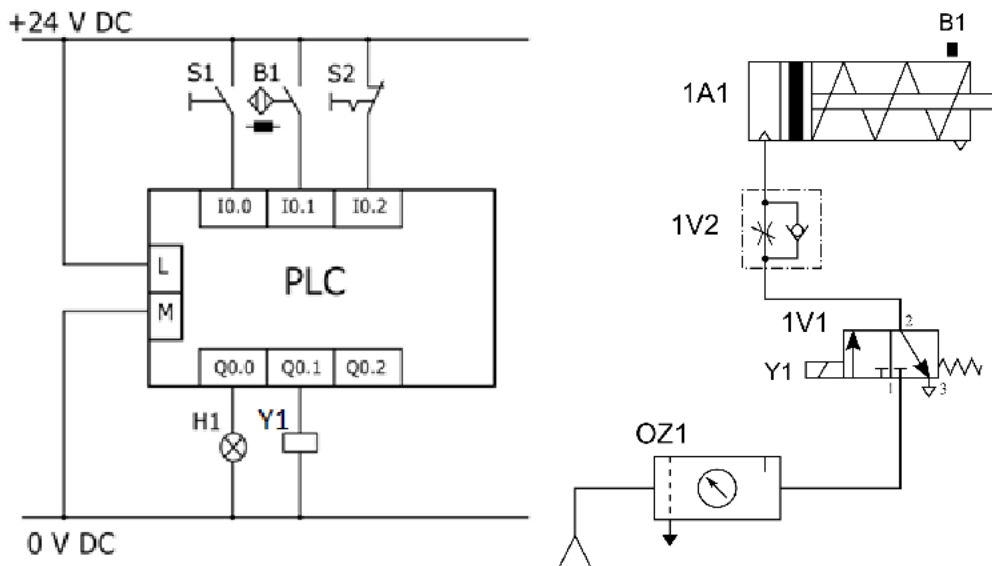 +24 V DC
S1
B1
S2
I0.0
I0.1
I0.2
L
M
PLC
Q0.0
Q0.1
Q0.2
H1
Y1
0 V DC
B1
1A1
1V2
1V1
2
Y1
1
3
OZ1